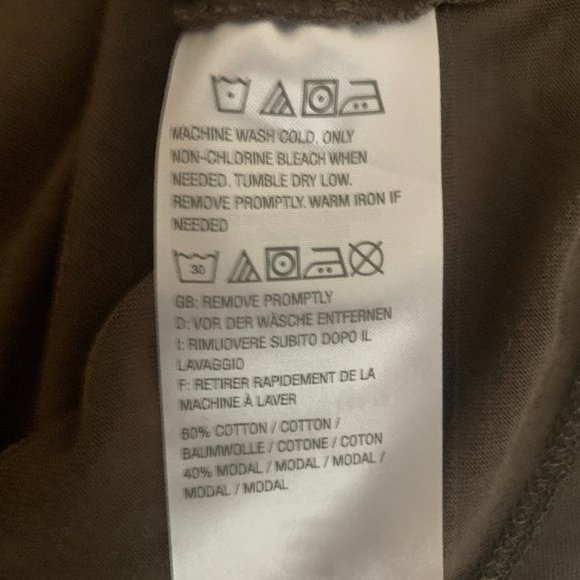 MACHINE WASH COLD. ONLY
NON-CHLORINE BLEACH WHEN
NEEDED. TUMBLE DRY LOW.
REMOVE PROMPTLY. WARM IRON IF
NEEDED
30
GB: REMOVE PROMPTLY
D: VOR DER WÄSCHE ENTFERNEN
I: RIMUOVERE SUBITO DOPO IL
LAVAGGIO
F: RETIRER RAPIDEMENT DE LA
MACHINE À LAVER
60% COTTON / COTTON /
BAUMWOLLE / COTONE / COTON
40% MODAL / MODAL / MODAL /
MODAL / MODAL